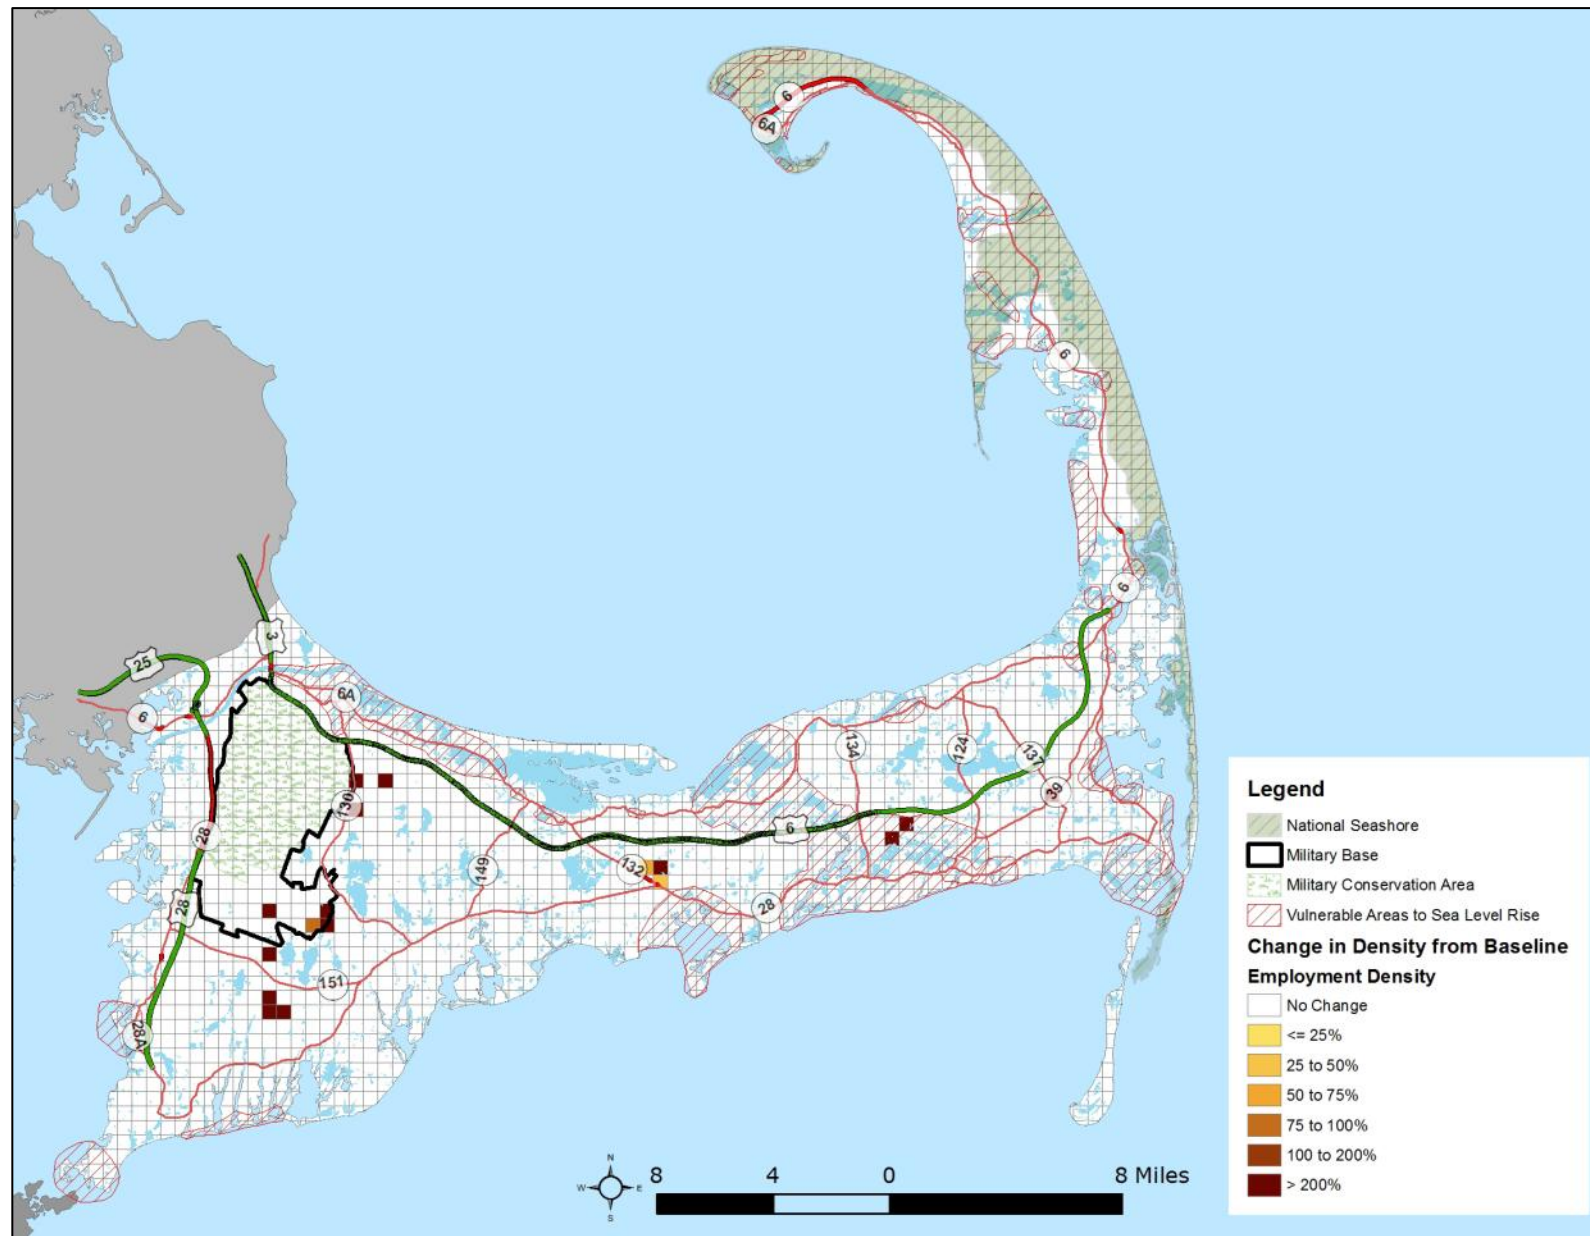 6
6A
6
6
3
25
6
6A
134
124
137
39
130
28
6
149
132
28
28
151
28A
Legend
National Seashore
Military Base
Military Conservation Area
Vulnerable Areas to Sea Level Rise
Change in Density from Baseline
Employment Density
No Change
<= 25%
25 to 50%
50 to 75%
75 to 100%
100 to 200%
> 200%
N
W E
S
8 4 0 8 Miles